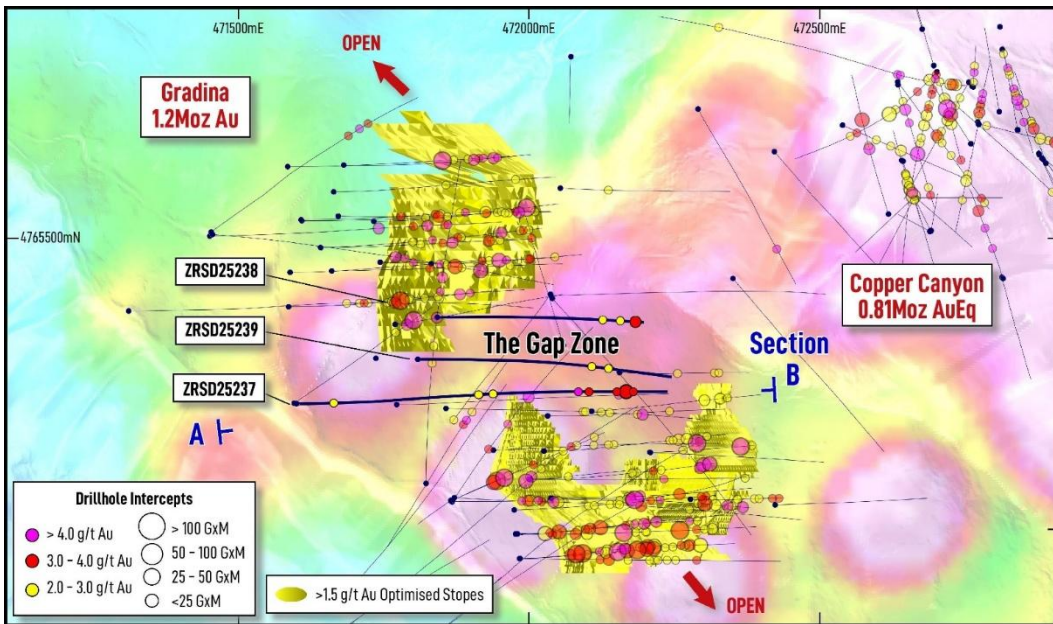 471500mE
472000mE
472500mE
OPEN
Gradina
1.2Moz Au
4765500mN
ZRSD25238
ZRSD25239
ZRSD25237
The Gap Zone
Section
B
A
Copper Canyon
0.81Moz AuEq
Drillhole Intercepts
> 4.0 g/t Au
3.0 – 4.0 g/t Au
2.0 – 3.0 g/t Au
> 100 GxM
50 – 100 GxM
25 – 50 GxM
<25 GxM
>1.5 g/t Au Optimised Stopes
OPEN